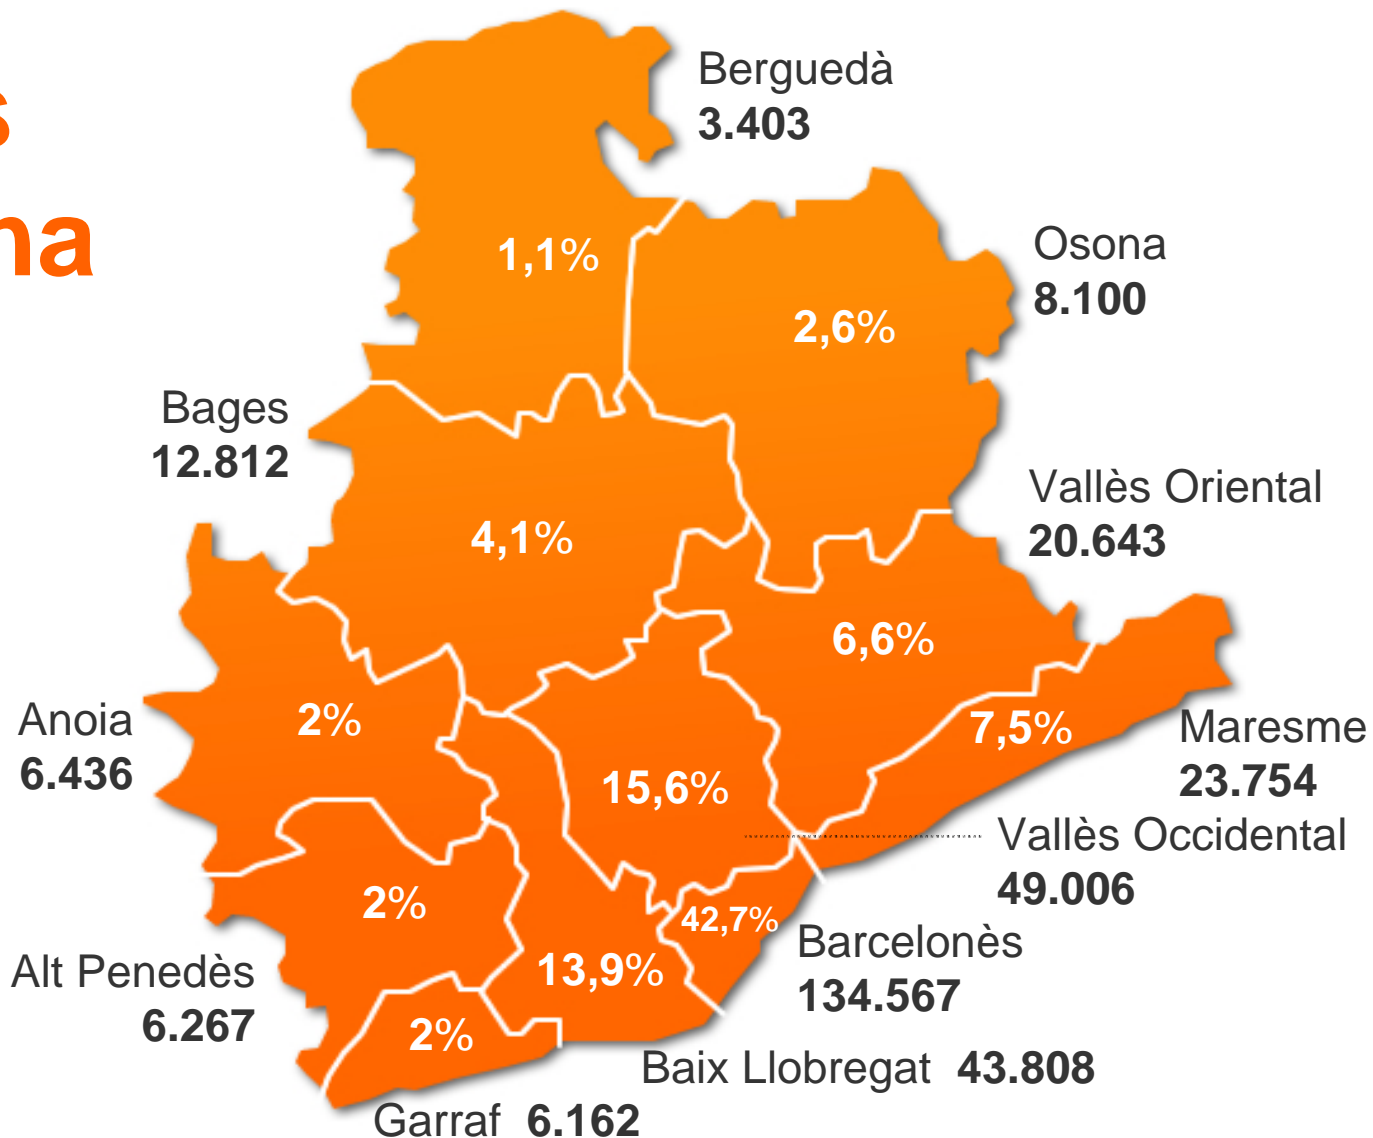 Berguedà
3.403
1,1%
Osona
8.100
2,6%
Bages
12.812
4,1%
Vallès Oriental
20.643
6,6%
Anoia
6.436
2%
7,5%
Maresme
23.754
15,6%
Vallès Occidental
49.006
2%
42,7%
Barcelonès
134.567
Alt Penedès
6.267
13,9%
2%
Baix Llobregat 43.808
Garraf 6.162